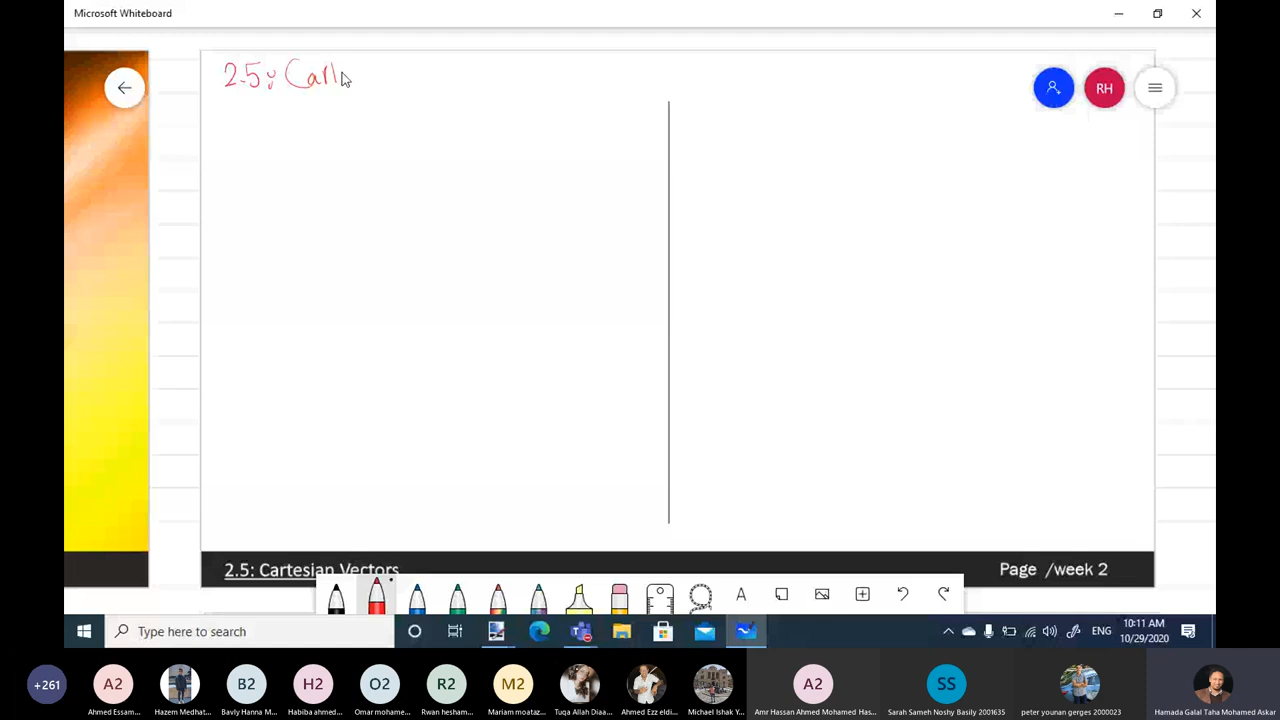 Microsoft Whiteboard
2.5:
RH
2.5: Cartesian Vectors
Page /week 2
A
Type here to search
ENG
10:11 AM
10/29/2020
+261
A2
B2
H2
O2
R2
M2
A2
SS
Ahmed Essam...
Hazem Medhat...
Bavly Hanna M...
Habiba ahmed...
Omar mohame...
Rwan hesham...
Mariam moataz...
Tuqa Allah Diaa...
Ahmed Ezz eldi...
Michael Ishak Y...
Amr Hassan Ahmed Mohamed Has...
Sarah Sameh Noshy Basily 2001635
peter younan gerges 2000023
Hamada Galal Taha Mohamed Askar